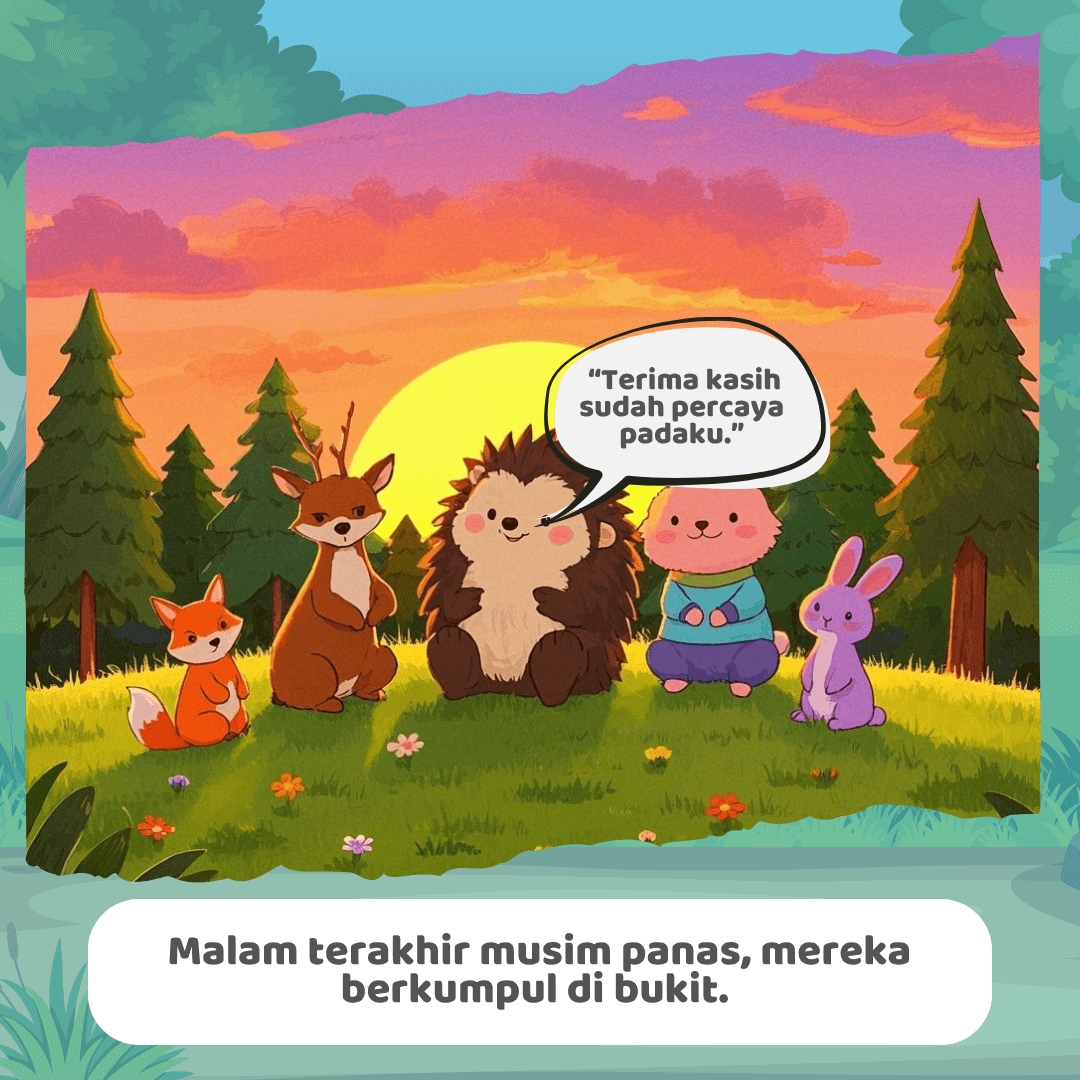 “Terima kasih
sudah percaya
padaku.”
Malam terakhir musim panas, mereka
berkumpul di bukit.